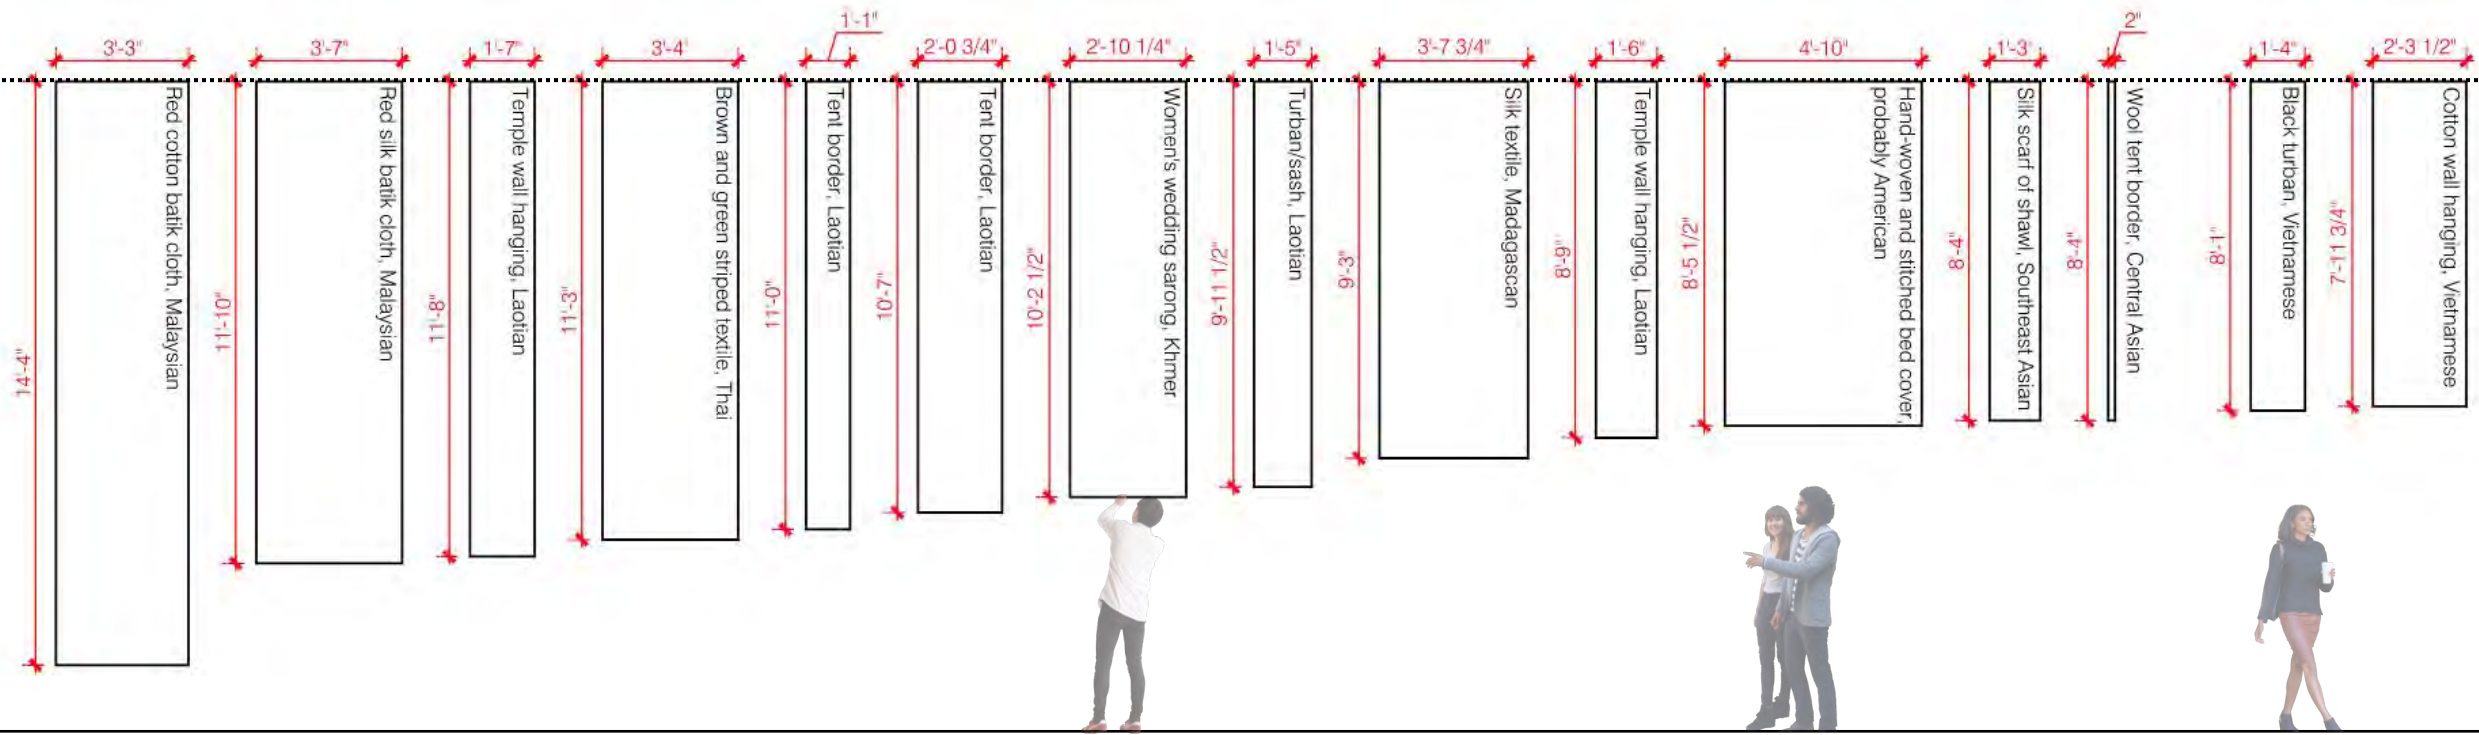 3'-3"
14'-4"
Red cotton batik cloth, Malaysian
3'-7"
11'-10"
Red silk batik cloth, Malaysian
1'-7"
11'-8"
Temple wall hanging, Laotian
3'-4"
11'-3"
Brown and green striped textile, Thai
1'-1"
11'-0"
Tent border, Laotian
2'-0 3/4"
10'-7"
Tent border, Laotian
2'-10 1/4"
10'-2 1/2"
Women's wedding sarong, Khmer
1'-5"
9'-11 1/2"
Turban/sash, Laotian
3'-7 3/4"
9'-3"
Silk textile, Madagascan
1'-6"
8'-9"
Temple wall hanging, Laotian
4'-10"
8'-5 1/2"
Hand-woven and stitched bed cover,
probably American
1'-3"
8'-4"
Silk scarf of shawl, Southeast Asian
2"
8'-4"
Wool tent border, Central Asian
1'-4"
8'-1"
Black turban, Vietnamese
2'-3 1/2"
7'-11 3/4"
Cotton wall hanging, Vietnamese